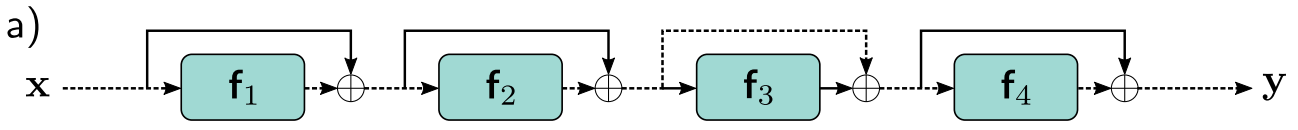 a)
x f₁ f₂ f₃ f₄ y